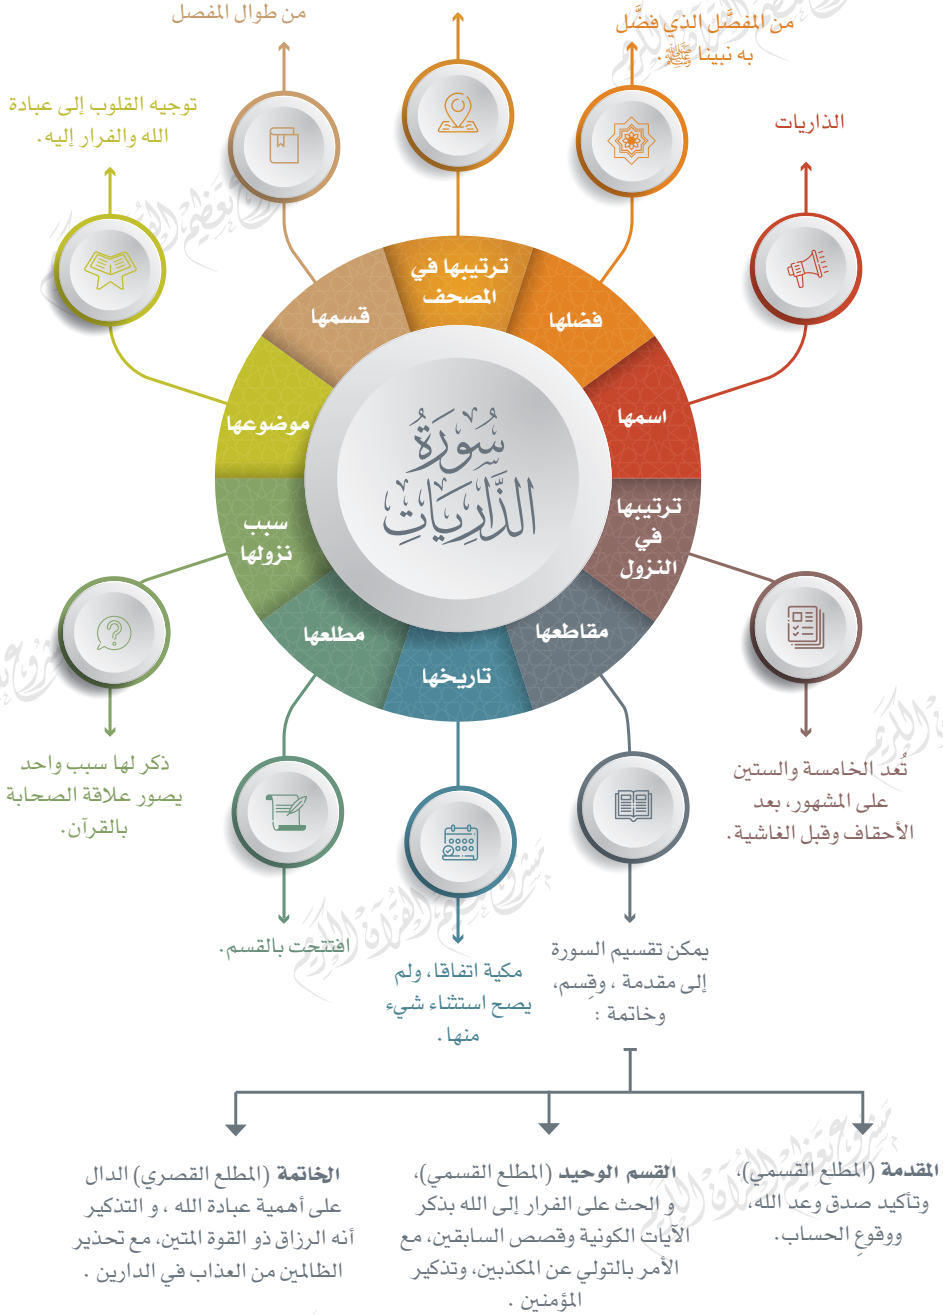 من المفصَّل الذي فضَّل
به نبينا ﷺ.
من طوال المفصل
الذاريات
توجيه القلوب إلى عبادة
الله والفرار إليه.
ترتيبها في
المصحف
فضلها
قسمها
اسمها
موضوعها
سُورَةُ
الذَّارِيَاتِ
ترتيبها
في
النزول
سبب
نزولها
مقاطعها
مطلعها
تاريخها
تُعد الخامسة والستين
على المشهور، بعد
الأحقاف وقبل الغاشية.
ذكر لها سبب واحد
يصور علاقة الصحابة
بالقرآن.
يمكن تقسيم السورة
إلى مقدمة ، وقِسم،
وخاتمة :
مكية اتفاقا، ولم
يصح استثناء شيء
منها.
افتتحت بالقسم.
المقدمة (المطلع القسمي)،
وتأكيد صدق وعد الله،
ووقوع الحساب.
القسم الوحيد (المطلع القسمي)،
و الحث على الفرار إلى الله بذكر
الآيات الكونية وقصص السابقين، مع
الأمر بالتولي عن المكذبين، وتذكير
المؤمنين .
الخاتمة (المطلع القصري) الدال
على أهمية عبادة الله ، و التذكير
أنه الرزاق ذو القوة المتين، مع تحذير
الظالمين من العذاب في الدارين .
مشروع تعظيم القرآن الكريم